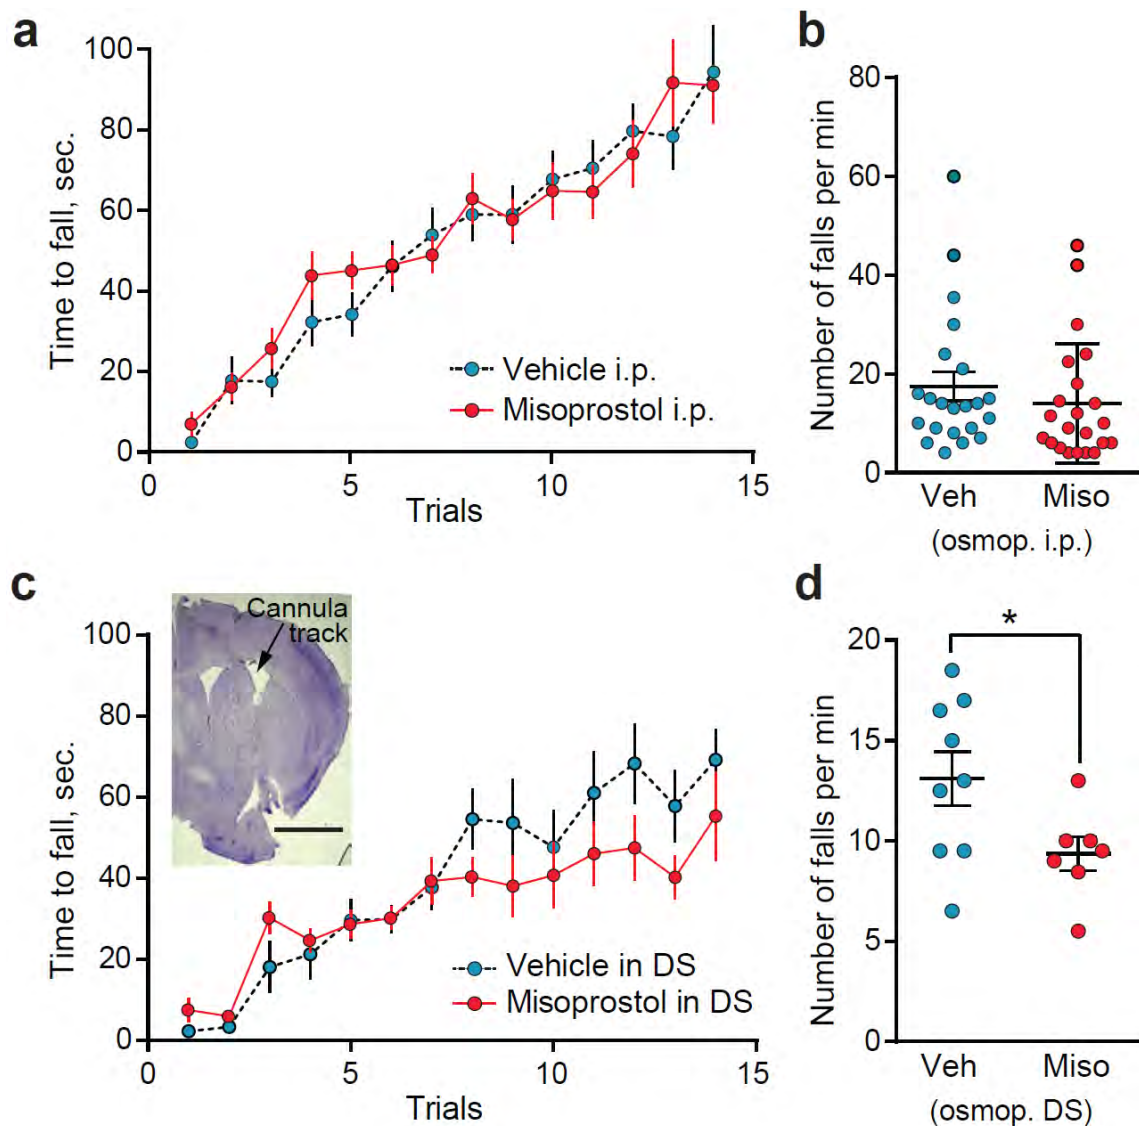 a
100
80
60
40
20
0
Time to fall, sec.
Vehicle i.p.
Misoprostol i.p.
0
5
10
15
Trials
b
80
60
40
20
0
Number of falls per min
Veh
Miso
(osmop. i.p.)
c
Cannula
track
100
80
60
40
20
0
Time to fall, sec.
Vehicle in DS
Misoprostol in DS
0
5
10
15
Trials
d
*
20
15
10
5
0
Number of falls per min
Veh
Miso
(osmop. DS)